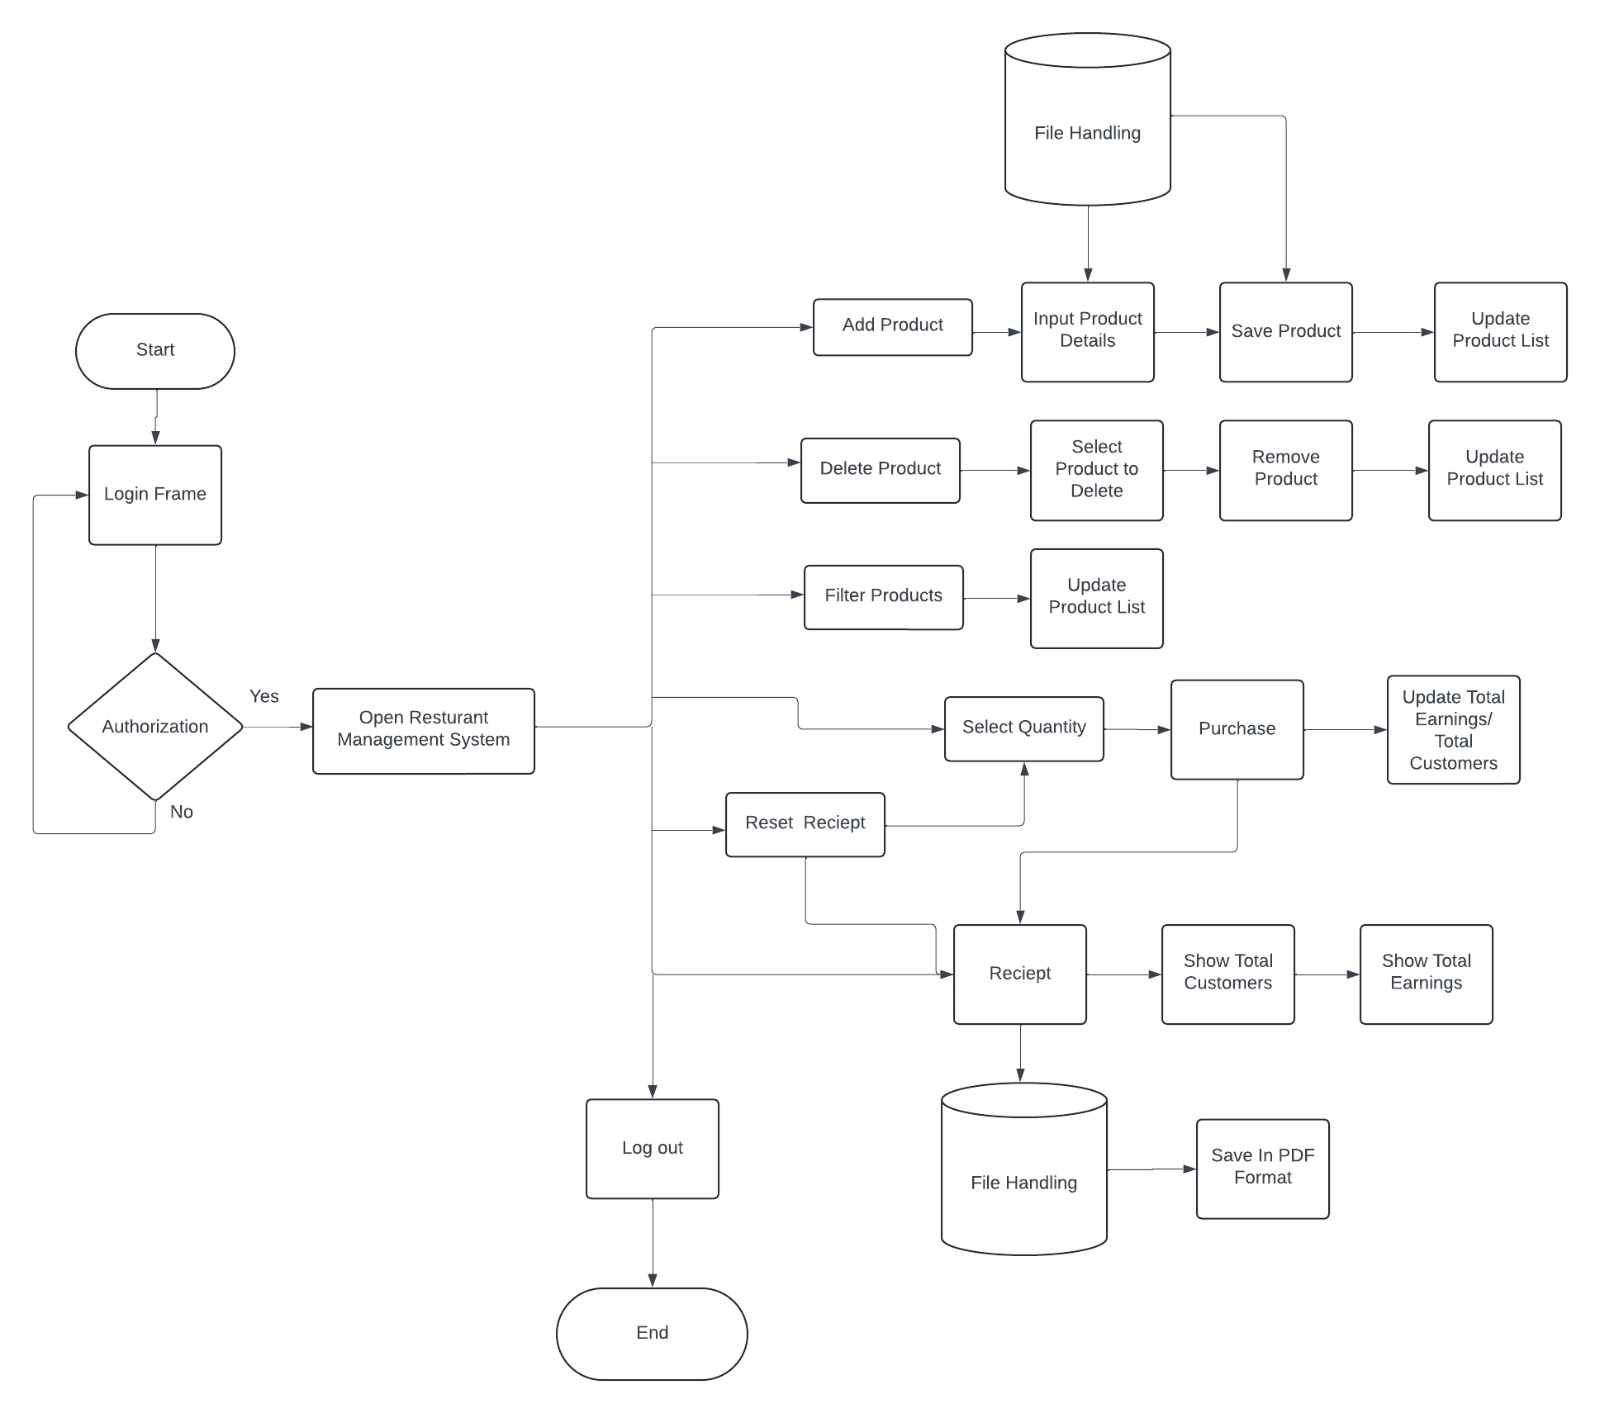 File Handling
Start
Login Frame
Authorization
Yes
No
Open Resturant
Management System
Add Product
Input Product
Details
Save Product
Update
Product List
Delete Product
Select
Product to
Delete
Remove
Product
Update
Product List
Filter Products
Update
Product List
Select Quantity
Purchase
Update Total
Earnings/
Total
Customers
Reset  Reciept
Reciept
Show Total
Customers
Show Total
Earnings
Log out
File Handling
Save In PDF
Format
End